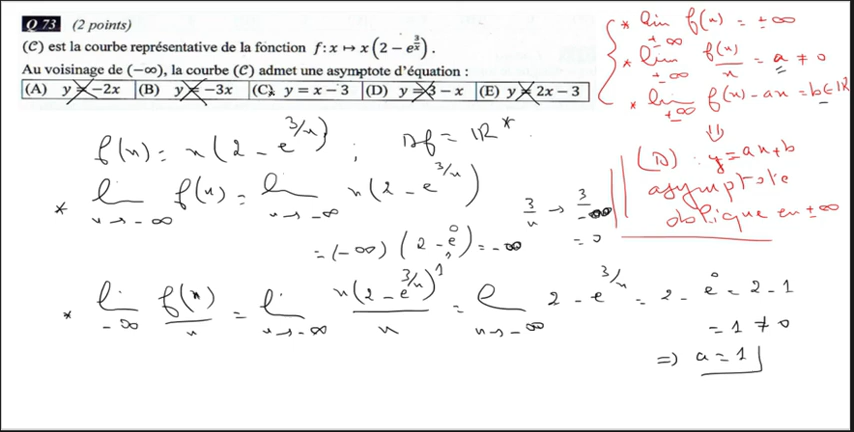 Q 73 (2 points)
(𝒞) est la courbe représentative de la fonction f: x ↦ x(2 − e^{3/x}).
Au voisinage de (−∞), la courbe (𝒞) admet une asymptote d'équation :
(A) y = −2x (B) y = −3x (C) y = x − 3 (D) y = 3 − x (E) y = 2x − 3
* lim f(x) = ±∞
±∞
* lim f(x)/x = a ≠ 0
±∞
* lim f(x) − ax = b ∈ ℝ
±∞
⇓
(D) : y = ax + b
asymptote
oblique en ±∞
f(x) = x(2 − e^{3/x}) ; Df = ℝ*
* lim f(x) = lim x(2 − e^{3/x})
x → −∞ x → −∞
3/x → 3/−∞
= 0
= (−∞)(2 − e^0) = −∞
* lim f(x)/x = lim x(2 − e^{3/x})/x = lim 2 − e^{3/x} = 2 − e^0 = 2 − 1
−∞ x → −∞ x → −∞
= 1 ≠ 0
⇒ a = 1